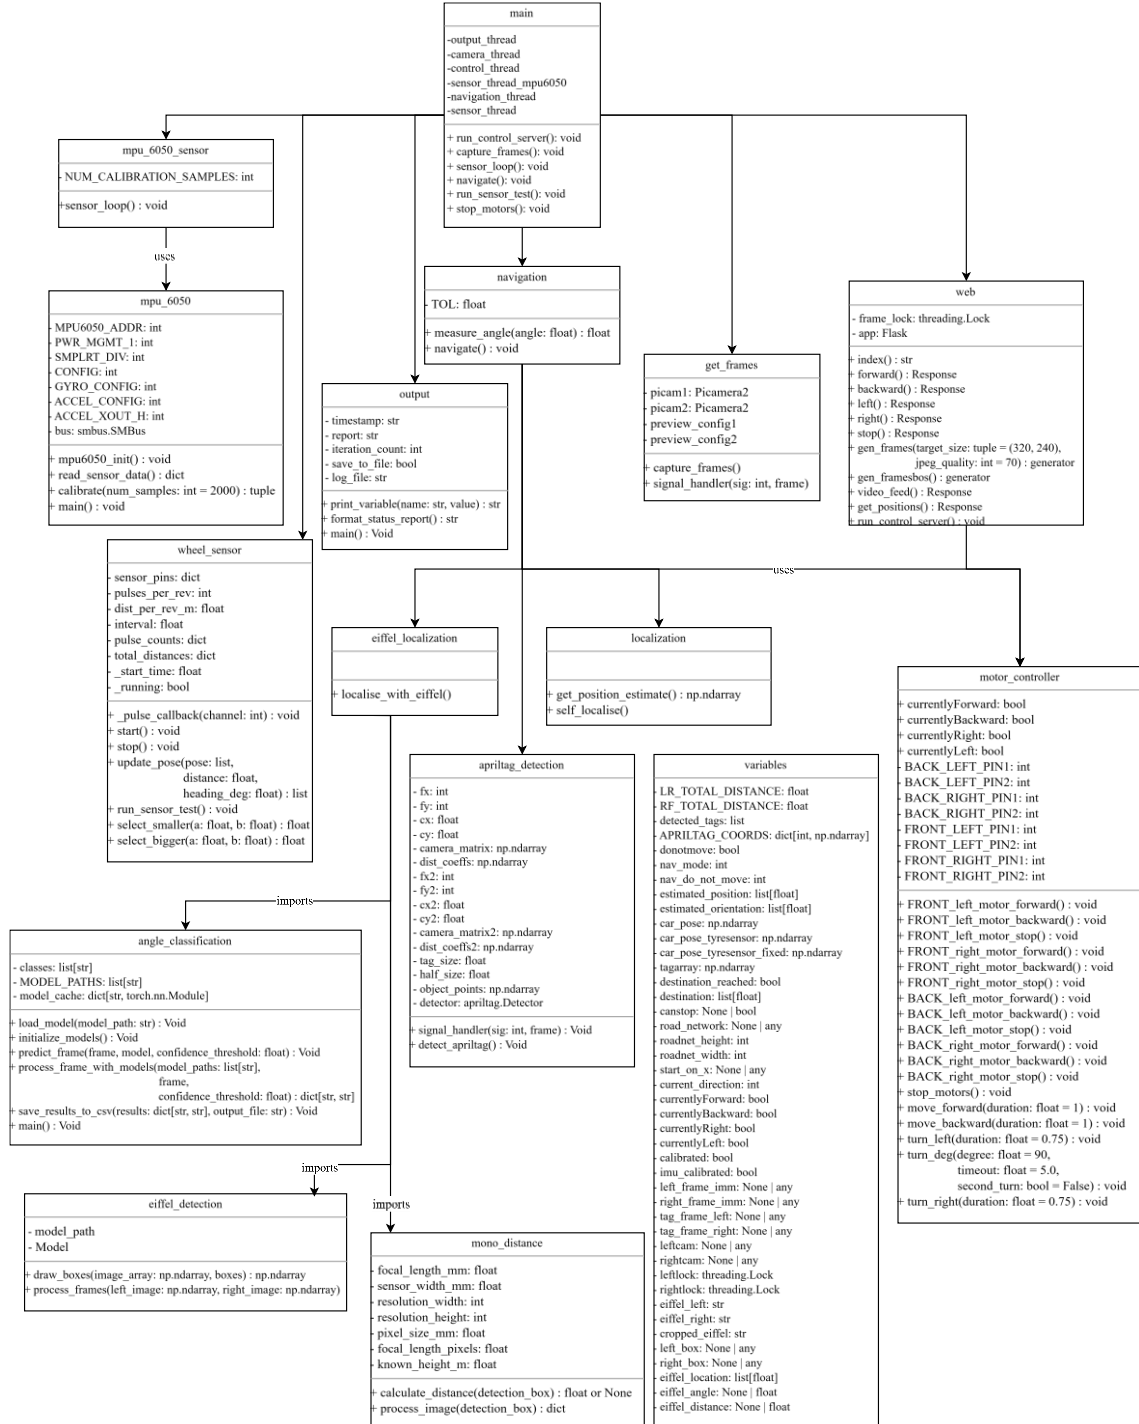 main
-output_thread
-camera_thread
-control_thread
-sensor_thread_mpu6050
-navigation_thread
-sensor_thread
+ run_control_server(): void
+ capture_frames(): void
+ sensor_loop(): void
+ navigate(): void
+ run_sensor_test(): void
+ stop_motors(): void
mpu_6050_sensor
- NUM_CALIBRATION_SAMPLES: int
+sensor_loop() : void
uses
mpu_6050
- MPU6050_ADDR: int
- PWR_MGMT_1: int
- SMPLRT_DIV: int
- CONFIG: int
- GYRO_CONFIG: int
- ACCEL_CONFIG: int
- ACCEL_XOUT_H: int
- bus: smbus.SMBus
+ mpu6050_init() : void
+ read_sensor_data() : dict
+ calibrate(num_samples: int = 2000) : tuple
+ main() : void
navigation
- TOL: float
+ measure_angle(angle: float) : float
+ navigate() : void
web
- frame_lock: threading.Lock
- app: Flask
+ index() : str
+ forward() : Response
+ backward() : Response
+ left() : Response
+ right() : Response
+ stop() : Response
+ gen_frames(target_size: tuple = (320, 240),
jpeg_quality: int = 70) : generator
+ gen_framesbos() : generator
+ video_feed() : Response
+ get_positions() : Response
+ run_control_server() : void
get_frames
- picam1: Picamera2
- picam2: Picamera2
- preview_config1
- preview_config2
+ capture_frames()
+ signal_handler(sig: int, frame)
output
- timestamp: str
- report: str
- iteration_count: int
- save_to_file: bool
- log_file: str
+ print_variable(name: str, value) : str
+ format_status_report() : str
+ main() : Void
wheel_sensor
- sensor_pins: dict
- pulses_per_rev: int
- dist_per_rev_m: float
- interval: float
- pulse_counts: dict
- total_distances: dict
- _start_time: float
- _running: bool
+ _pulse_callback(channel: int) : void
+ start() : void
+ stop() : void
+ update_pose(pose: list,
distance: float,
heading_deg: float) : list
+ run_sensor_test() : void
+ select_smaller(a: float, b: float) : float
+ select_bigger(a: float, b: float) : float
uses
eiffel_localization
+ localise_with_eiffel()
localization
+ get_position_estimate() : np.ndarray
+ self_localise()
motor_controller
+ currentlyForward: bool
+ currentlyBackward: bool
+ currentlyRight: bool
+ currentlyLeft: bool
- BACK_LEFT_PIN1: int
- BACK_LEFT_PIN2: int
- BACK_RIGHT_PIN1: int
- BACK_RIGHT_PIN2: int
- FRONT_LEFT_PIN1: int
- FRONT_LEFT_PIN2: int
- FRONT_RIGHT_PIN1: int
- FRONT_RIGHT_PIN2: int
+ FRONT_left_motor_forward() : void
+ FRONT_left_motor_backward() : void
+ FRONT_left_motor_stop() : void
+ FRONT_right_motor_forward() : void
+ FRONT_right_motor_backward() : void
+ FRONT_right_motor_stop() : void
+ BACK_left_motor_forward() : void
+ BACK_left_motor_backward() : void
+ BACK_left_motor_stop() : void
+ BACK_right_motor_forward() : void
+ BACK_right_motor_backward() : void
+ BACK_right_motor_stop() : void
+ stop_motors() : void
+ move_forward(duration: float = 1) : void
+ move_backward(duration: float = 1) : void
+ turn_left(duration: float = 0.75) : void
+ turn_deg(degree: float = 90,
timeout: float = 5.0,
second_turn: bool = False) : void
+ turn_right(duration: float = 0.75) : void
apriltag_detection
- fx: int
- fy: int
- cx: float
- cy: float
- camera_matrix: np.ndarray
- dist_coeffs: np.ndarray
- fx2: int
- fy2: int
- cx2: float
- cy2: float
- camera_matrix2: np.ndarray
- dist_coeffs2: np.ndarray
- tag_size: float
- half_size: float
- object_points: np.ndarray
- detector: apriltag.Detector
+ signal_handler(sig: int, frame) : Void
+ detect_apriltag() : Void
variables
- LR_TOTAL_DISTANCE: float
- RF_TOTAL_DISTANCE: float
- detected_tags: list
- APRILTAG_COORDS: dict[int, np.ndarray]
- donotmove: bool
- nav_mode: int
- nav_do_not_move: int
- estimated_position: list[float]
- estimated_orientation: list[float]
- car_pose: np.ndarray
- car_pose_tyresensor: np.ndarray
- car_pose_tyresensor_fixed: np.ndarray
- tagarray: np.ndarray
- destination_reached: bool
- destination: list[float]
- canstop: None | bool
- road_network: None | any
- roadnet_height: int
- roadnet_width: int
- start_on_x: None | any
- current_direction: int
- currentlyForward: bool
- currentlyBackward: bool
- currentlyRight: bool
- currentlyLeft: bool
- calibrated: bool
- imu_calibrated: bool
- left_frame_imm: None | any
- right_frame_imm: None | any
- tag_frame_left: None | any
- tag_frame_right: None | any
- leftcam: None | any
- rightcam: None | any
- leftlock: threading.Lock
- rightlock: threading.Lock
- eiffel_left: str
- eiffel_right: str
- cropped_eiffel: str
- left_box: None | any
- right_box: None | any
- eiffel_location: list[float]
- eiffel_angle: None | float
- eiffel_distance: None | float
imports
angle_classification
- classes: list[str]
- MODEL_PATHS: list[str]
- model_cache: dict[str, torch.nn.Module]
+ load_model(model_path: str) : Void
+ initialize_models() : Void
+ predict_frame(frame, model, confidence_threshold: float) : Void
+ process_frame_with_models(model_paths: list[str],
frame,
confidence_threshold: float) : dict[str, str]
+ save_results_to_csv(results: dict[str, str], output_file: str) : Void
+ main() : Void
imports
eiffel_detection
- model_path
- Model
+ draw_boxes(image_array: np.ndarray, boxes) : np.ndarray
+ process_frames(left_image: np.ndarray, right_image: np.ndarray)
imports
mono_distance
- focal_length_mm: float
- sensor_width_mm: float
- resolution_width: int
- resolution_height: int
- pixel_size_mm: float
- focal_length_pixels: float
- known_height_m: float
+ calculate_distance(detection_box) : float or None
+ process_image(detection_box) : dict